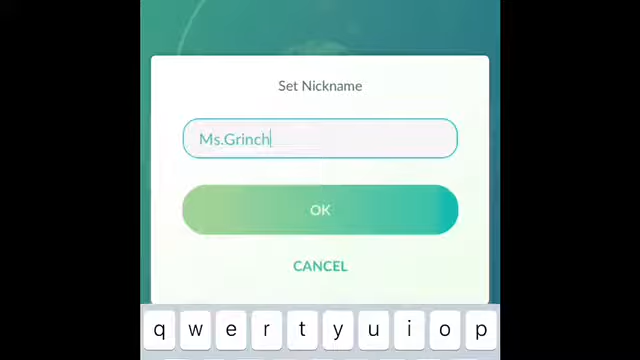 Set Nickname
Ms.Grinch
OK
CANCEL
q w e r t y u i o p